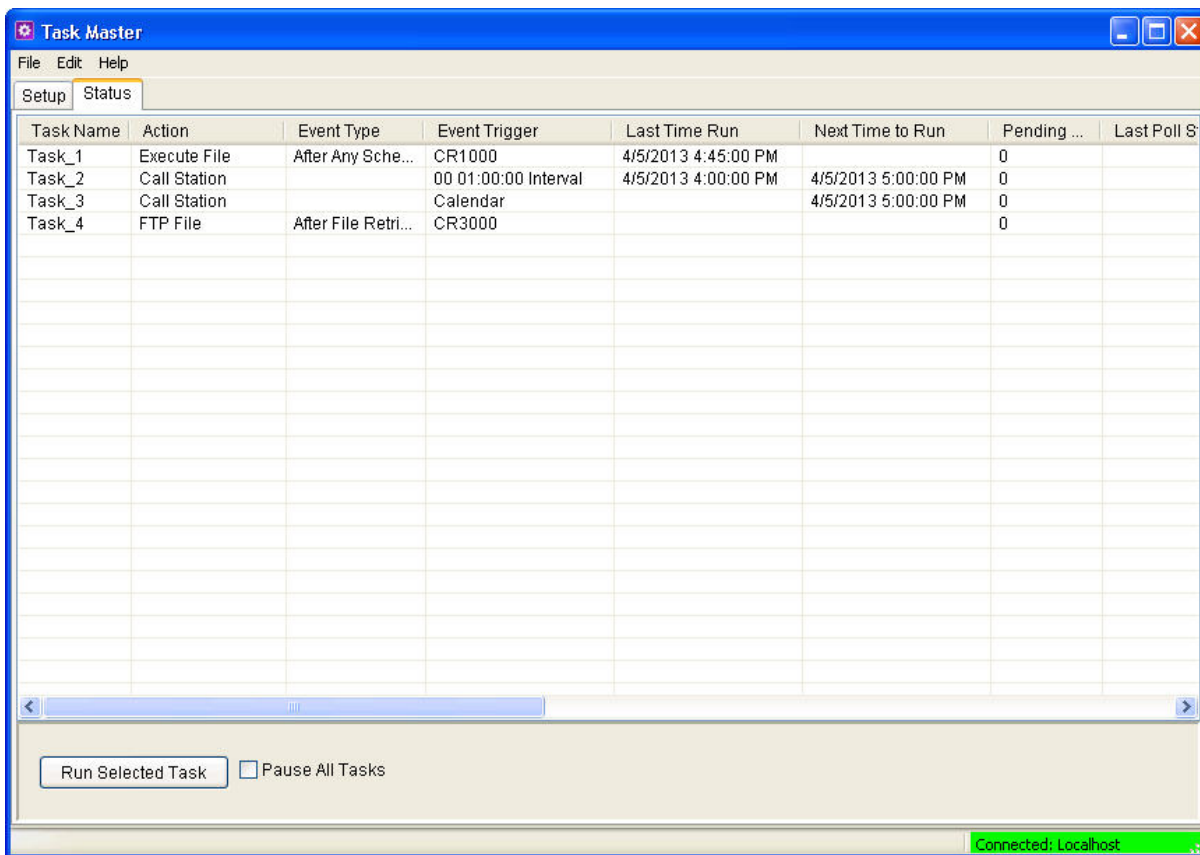 Task Master
File Edit Help
Setup Status
Task Name Action Event Type Event Trigger Last Time Run Next Time to Run Pending ... Last Poll S
Task_1 Execute File After Any Sche... CR1000 4/5/2013 4:45:00 PM 0
Task_2 Call Station 00 01:00:00 Interval 4/5/2013 4:00:00 PM 4/5/2013 5:00:00 PM 0
Task_3 Call Station Calendar 4/5/2013 5:00:00 PM 0
Task_4 FTP File After File Retri... CR3000 0
Run Selected Task Pause All Tasks
Connected: Localhost